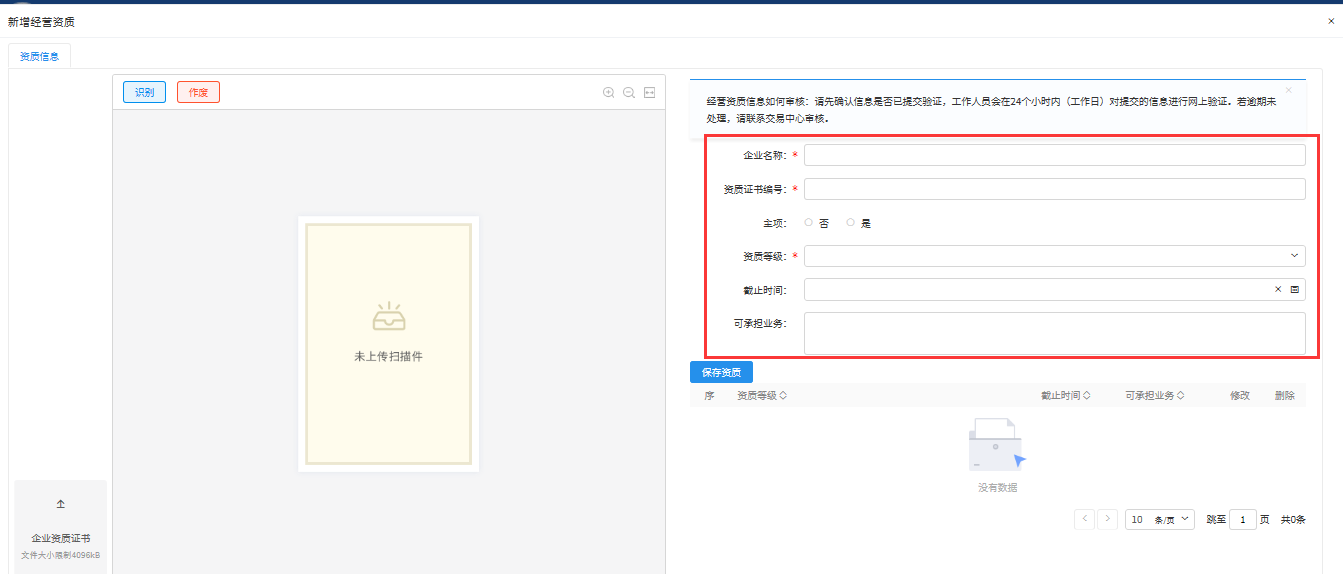 新增经营资质
资质信息
识别
作废
未上传扫描件
企业资质证书
文件大小限制4096kB
经营资质信息如何审核：请先确认信息是否已提交验证，工作人员会在24个小时内（工作日）对提交的信息进行网上验证。若逾期未
处理，请联系交易中心审核。
企业名称：*
资质证书编号：*
主项： 否 是
资质等级：*
截止时间：
可承担业务：
保存资质
序 资质等级 截止时间 可承担业务 修改 删除
没有数据
10 条/页 跳至 1 页 共0条